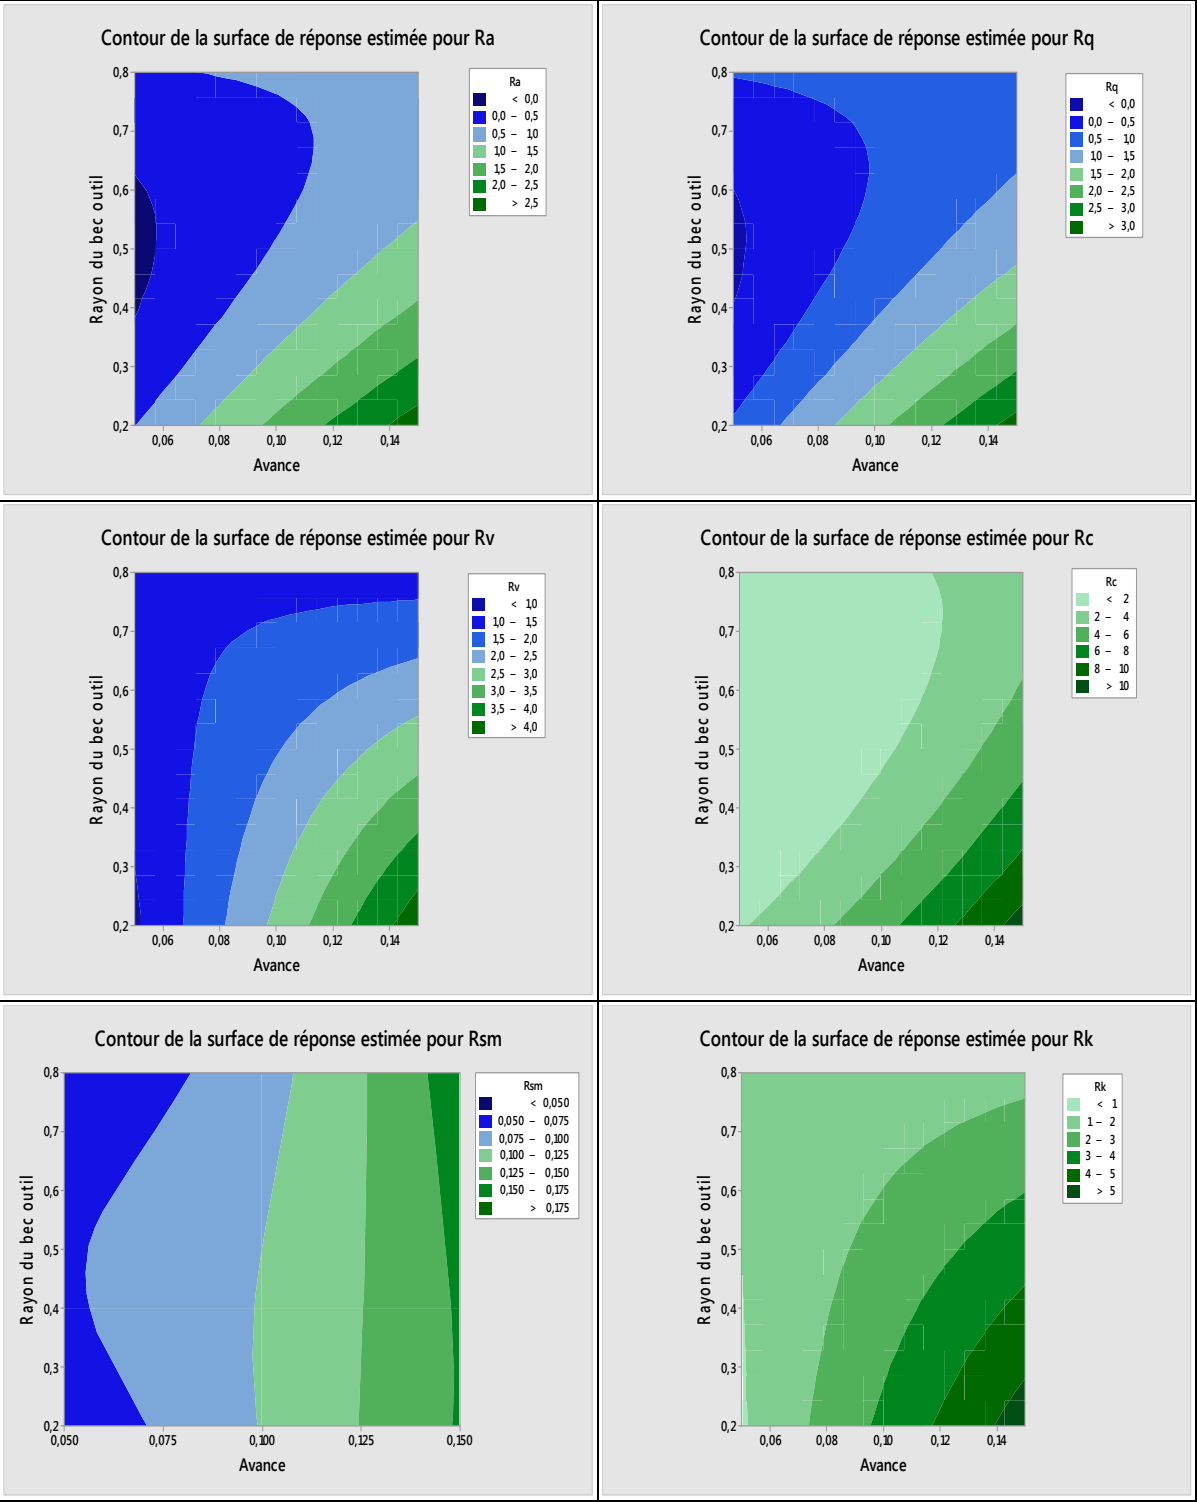 Contour de la surface de réponse estimée pour Ra
Ra
< 0,0
0,0 – 0,5
0,5 – 1,0
1,0 – 1,5
1,5 – 2,0
2,0 – 2,5
> 2,5
0,8
0,7
0,6
0,5
0,4
0,3
0,2
Rayon du bec outil
0,06 0,08 0,10 0,12 0,14
Avance
Contour de la surface de réponse estimée pour Rq
Rq
< 0,0
0,0 – 0,5
0,5 – 1,0
1,0 – 1,5
1,5 – 2,0
2,0 – 2,5
2,5 – 3,0
> 3,0
0,8
0,7
0,6
0,5
0,4
0,3
0,2
Rayon du bec outil
0,06 0,08 0,10 0,12 0,14
Avance
Contour de la surface de réponse estimée pour Rv
Rv
< 1,0
1,0 – 1,5
1,5 – 2,0
2,0 – 2,5
2,5 – 3,0
3,0 – 3,5
3,5 – 4,0
> 4,0
0,8
0,7
0,6
0,5
0,4
0,3
0,2
Rayon du bec outil
0,06 0,08 0,10 0,12 0,14
Avance
Contour de la surface de réponse estimée pour Rc
Rc
< 2
2 – 4
4 – 6
6 – 8
8 – 10
> 10
0,8
0,7
0,6
0,5
0,4
0,3
0,2
Rayon du bec outil
0,06 0,08 0,10 0,12 0,14
Avance
Contour de la surface de réponse estimée pour Rsm
Rsm
< 0,050
0,050 – 0,075
0,075 – 0,100
0,100 – 0,125
0,125 – 0,150
0,150 – 0,175
> 0,175
0,8
0,7
0,6
0,5
0,4
0,3
0,2
Rayon du bec outil
0,050 0,075 0,100 0,125 0,150
Avance
Contour de la surface de réponse estimée pour Rk
Rk
< 1
1 – 2
2 – 3
3 – 4
4 – 5
> 5
0,8
0,7
0,6
0,5
0,4
0,3
0,2
Rayon du bec outil
0,06 0,08 0,10 0,12 0,14
Avance